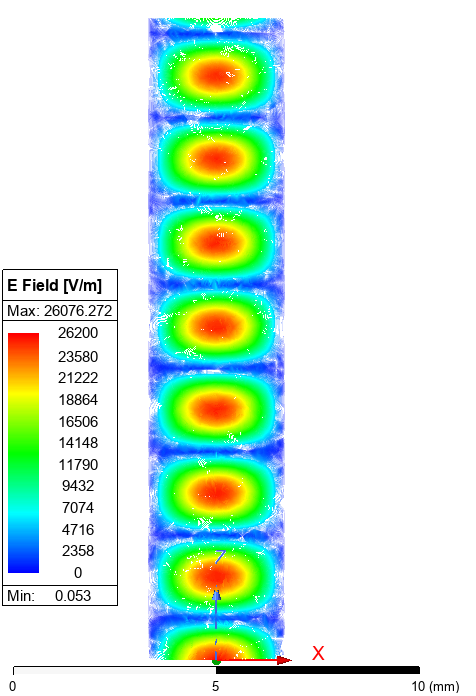 E Field [V/m]
Max: 26076.272
26200
23580
21222
18864
16506
14148
11790
9432
7074
4716
2358
0
Min: 0.053
Z
X
0 5 10 (mm)